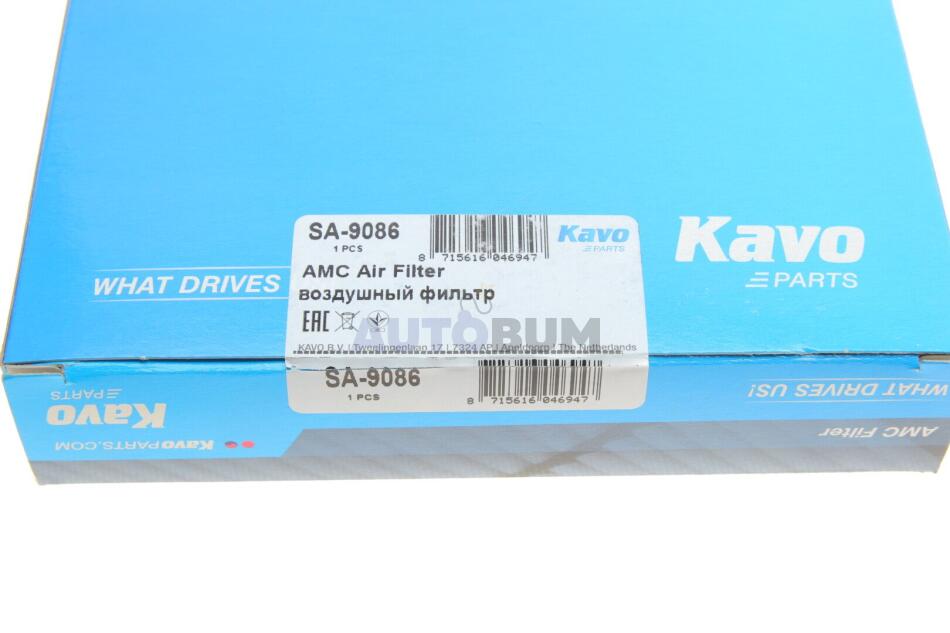 SA-9086
1 PCS
8 715616 046947
Kavo
PARTS
AMC Air Filter
воздушный фильтр
EAC
AUTOBUM
KAVO B.V. | Tweelingenlaan 17 | 7324 AP | Apeldoorn | The Netherlands
Kavo
PARTS
WHAT DRIVES
SA-9086
1 PCS
8 715616 046947
Kavo
PARTS
KAVOPARTS.COM
WHAT DRIVES US!
AMC Filter